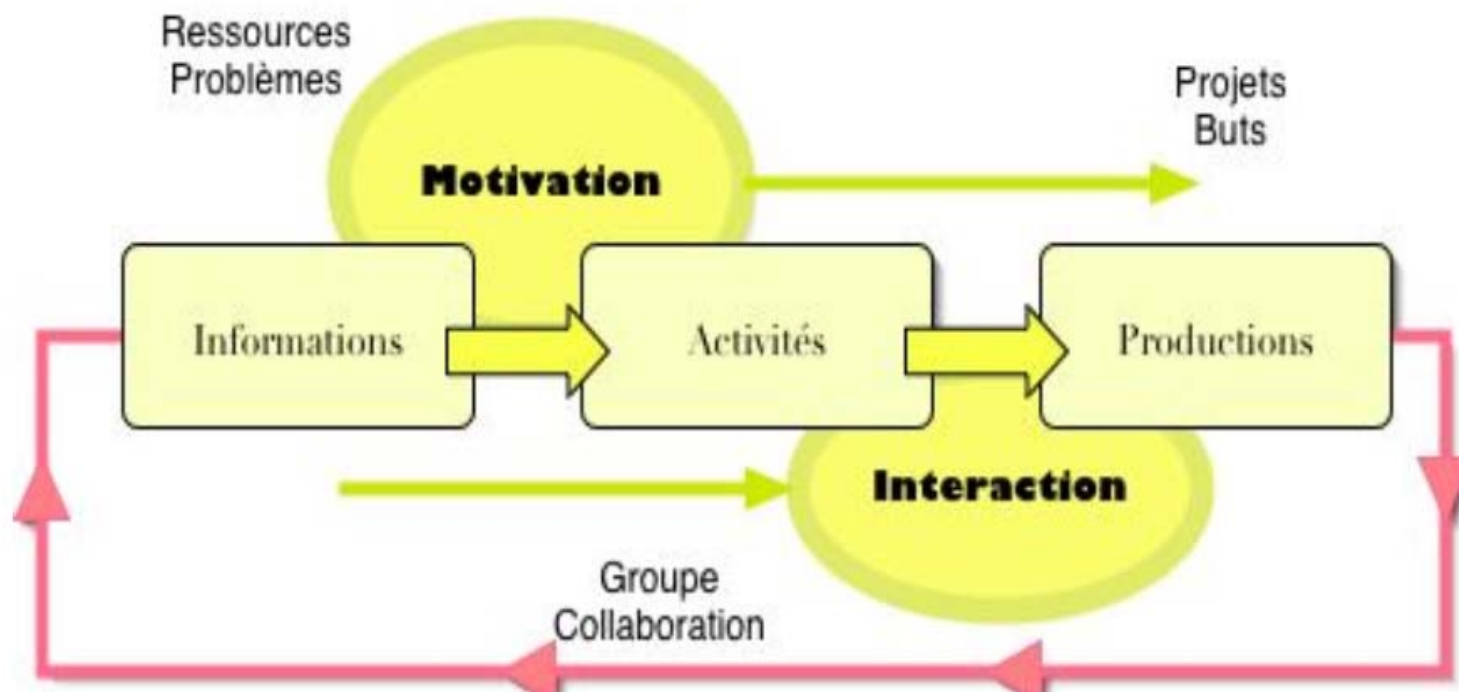 Ressources
Problèmes
Projets
Buts
Motivation
Informations
Activités
Productions
Interaction
Groupe
Collaboration